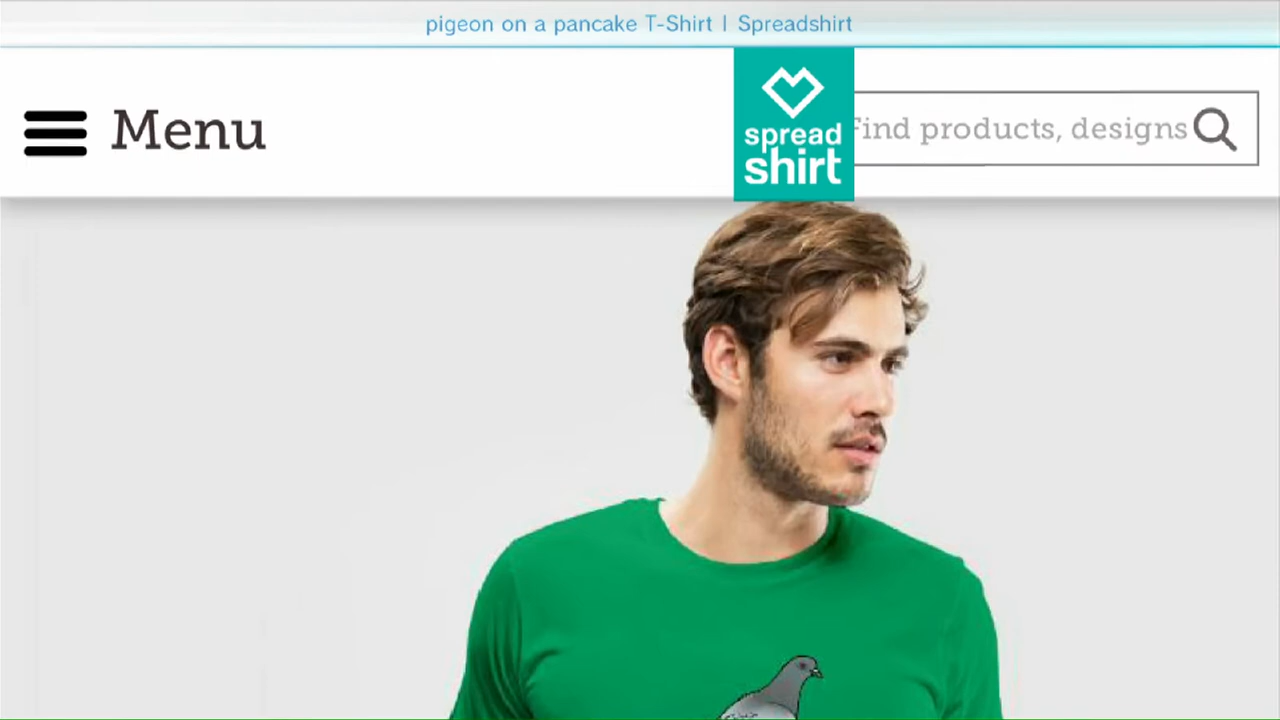 pigeon on a pancake T-Shirt | Spreadshirt
Menu
spread
shirt
Find products, designs